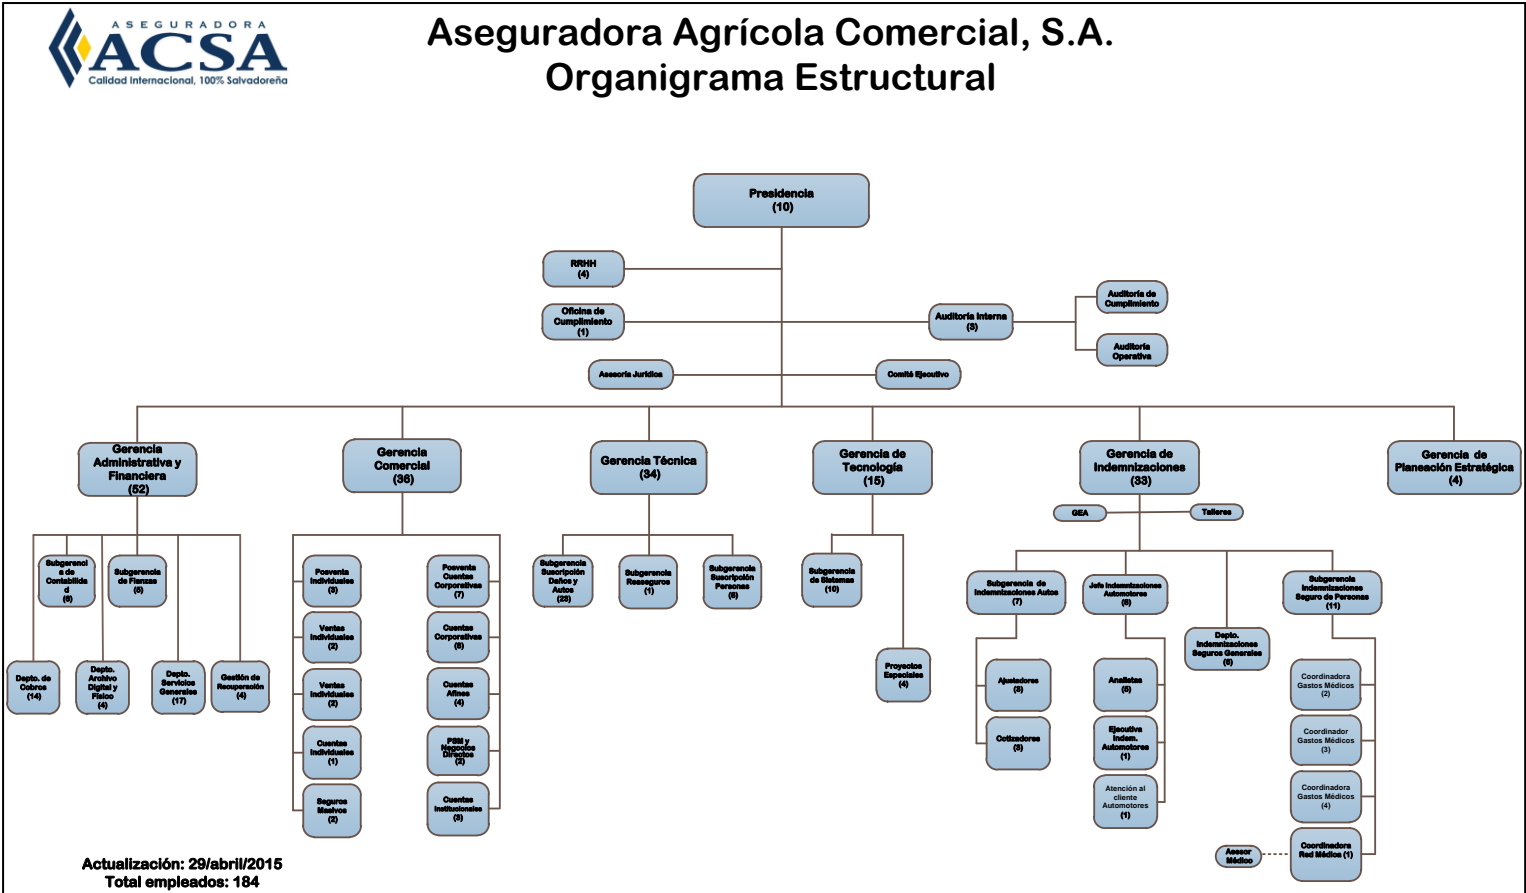 ASEGURADORA
ACSA
Calidad Internacional, 100% Salvadoreña
Aseguradora Agrícola Comercial, S.A.
Organigrama Estructural
Presidencia
(10)
RRHH
(4)
Oficina de
Cumplimiento
(1)
Auditoría Interna
(3)
Auditoría de
Cumplimiento
Auditoría
Operativa
Asesoría Jurídica
Comité Ejecutivo
Gerencia
Administrativa y
Financiera
(52)
Gerencia
Comercial
(36)
Gerencia Técnica
(34)
Gerencia de
Tecnología
(15)
Gerencia de
Indemnizaciones
(33)
Gerencia de
Planeación Estratégica
(4)
GEA
Talleres
Subgerenci
a de
Contabilida
d
(6)
Subgerencia
de Fianzas
(5)
Depto. de
Cobros
(14)
Depto.
Archivo
Digital y
Físico
(4)
Depto.
Servicios
Generales
(17)
Gestión de
Recuperación
(4)
Posventa
Individuales
(3)
Ventas
Individuales
(2)
Ventas
Individuales
(2)
Cuentas
Individuales
(1)
Seguros
Masivos
(2)
Posventa
Cuentas
Corporativas
(7)
Cuentas
Corporativas
(6)
Cuentas
Afines
(4)
PSM y
Negocios
Directos
(2)
Cuentas
Institucionales
(3)
Subgerencia
Suscripción
Daños y
Autos
(23)
Subgerencia
Reaseguros
(1)
Subgerencia
Suscripción
Personas
Subgerencia
de Sistemas
(10)
Proyectos
Especiales
(4)
Subgerencia de
Indemnizaciones Autos
(7)
Ajustadores
(3)
Cotizadores
(3)
Jefe Indemnizaciones
Automotores
Analistas
(5)
Ejecutiva
Indem.
Automotores
(1)
Atención al
cliente
Automotores
(1)
Depto.
Indemnizaciones
Seguros Generales
Subgerencia
Indemnizaciones
Seguro de Personas
(11)
Coordinadora
Gastos Médicos
(2)
Coordinador
Gastos Médicos
(3)
Coordinadora
Gastos Médicos
(4)
Coordinadora
Red Médica (1)
Asesor
Médico
Actualización: 29/abril/2015
Total empleados: 184